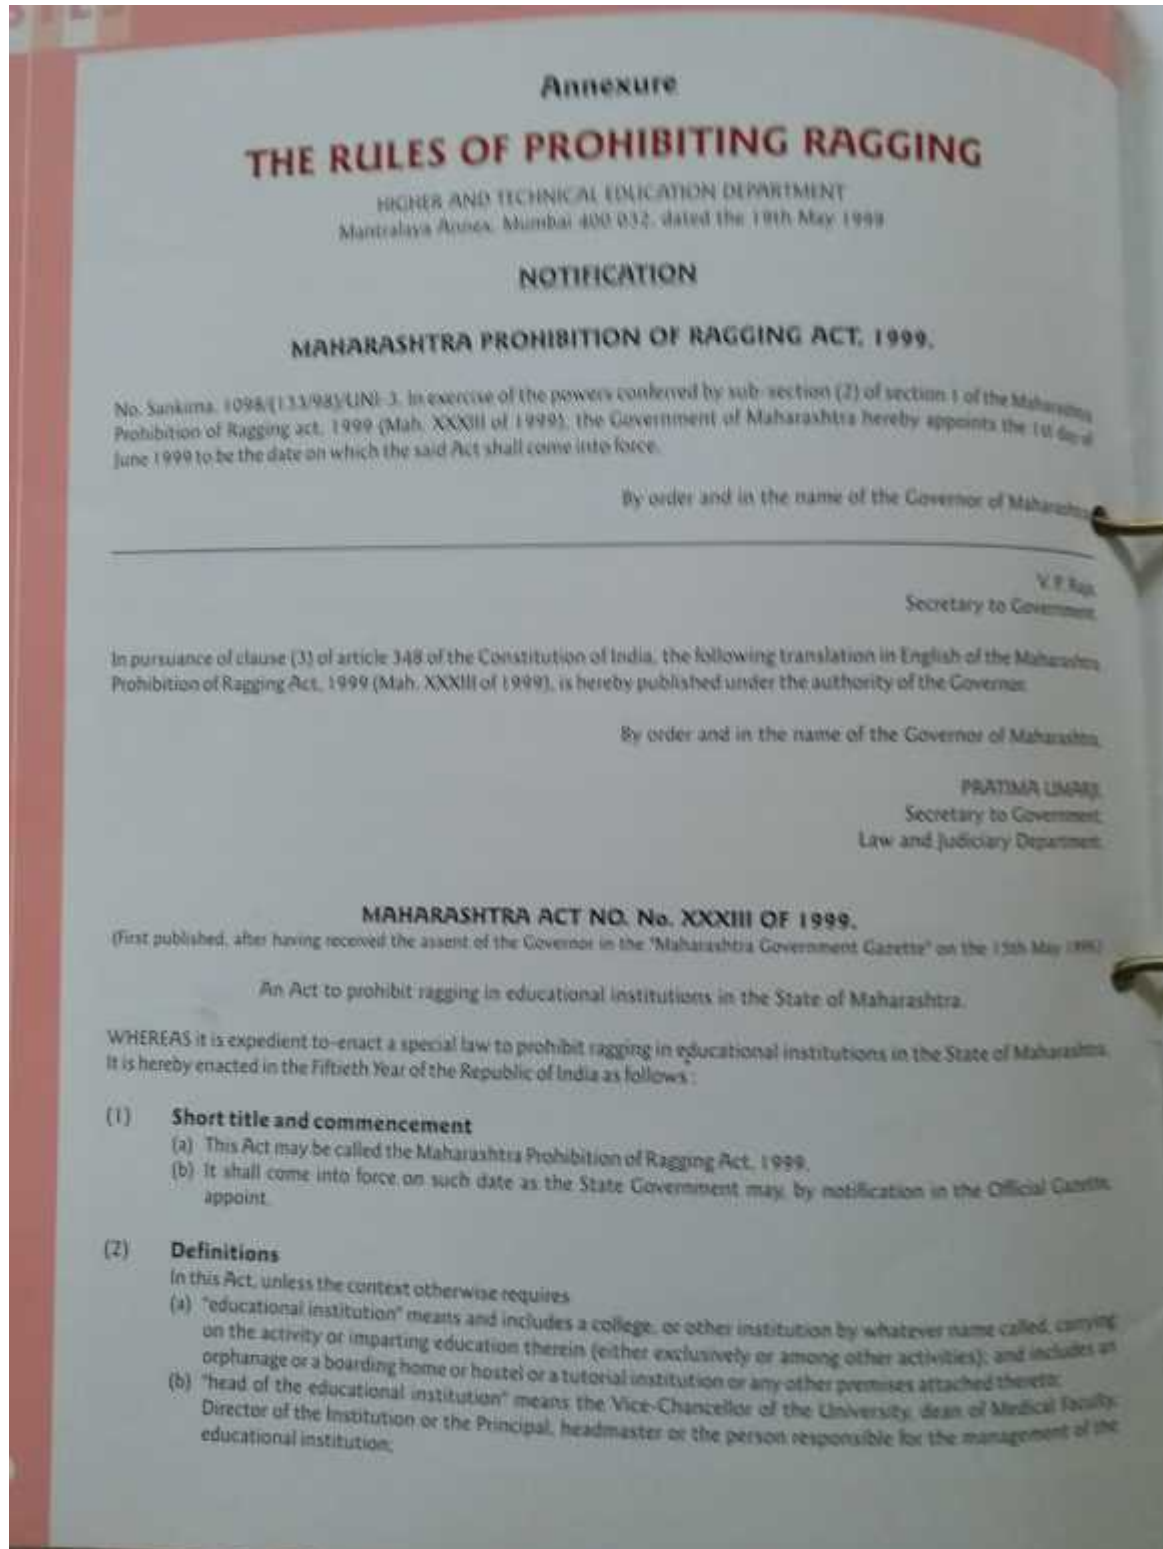 Annexure
THE RULES OF PROHIBITING RAGGING
HIGHER AND TECHNICAL EDUCATION DEPARTMENT
Mantralaya Annex, Mumbai 400 032, dated the 19th May 1999
NOTIFICATION
MAHARASHTRA PROHIBITION OF RAGGING ACT, 1999.
No. Sankirna. 1098/(133/98)/UNI-3. In exercise of the powers conferred by sub-section (2) of section 1 of the Maharashtra
Prohibition of Ragging act, 1999 (Mah. XXXIII of 1999), the Government of Maharashtra hereby appoints the 1st day of
June 1999 to be the date on which the said Act shall come into force.
By order and in the name of the Governor of Maharashtra
V. P. Raja,
Secretary to Government.
In pursuance of clause (3) of article 348 of the Constitution of India, the following translation in English of the Maharashtra
Prohibition of Ragging Act, 1999 (Mah. XXXIII of 1999), is hereby published under the authority of the Governor.
By order and in the name of the Governor of Maharashtra,
PRATIMA UMARJI,
Secretary to Government,
Law and Judiciary Department.
MAHARASHTRA ACT NO. No. XXXIII OF 1999.
(First published, after having received the assent of the Governor in the "Maharashtra Government Gazette" on the 15th May
An Act to prohibit ragging in educational institutions in the State of Maharashtra.
WHEREAS it is expedient to-enact a special law to prohibit ragging in educational institutions in the State of Maharashtra.
It is hereby enacted in the Fiftieth Year of the Republic of India as follows :
(1) Short title and commencement
(a) This Act may be called the Maharashtra Prohibition of Ragging Act, 1999.
(b) It shall come into force on such date as the State Government may, by notification in the Official Gazette,
appoint.
(2) Definitions
In this Act, unless the context otherwise requires
(a) "educational institution" means and includes a college, or other institution by whatever name called, carrying
on the activity or imparting education therein (either exclusively or among other activities); and includes an
orphanage or a boarding home or hostel or a tutorial institution or any other premises attached thereto;
(b) "head of the educational institution" means the Vice-Chancellor of the University, dean of Medical Faculty,
Director of the Institution or the Principal, headmaster or the person responsible for the management of the
educational institution;